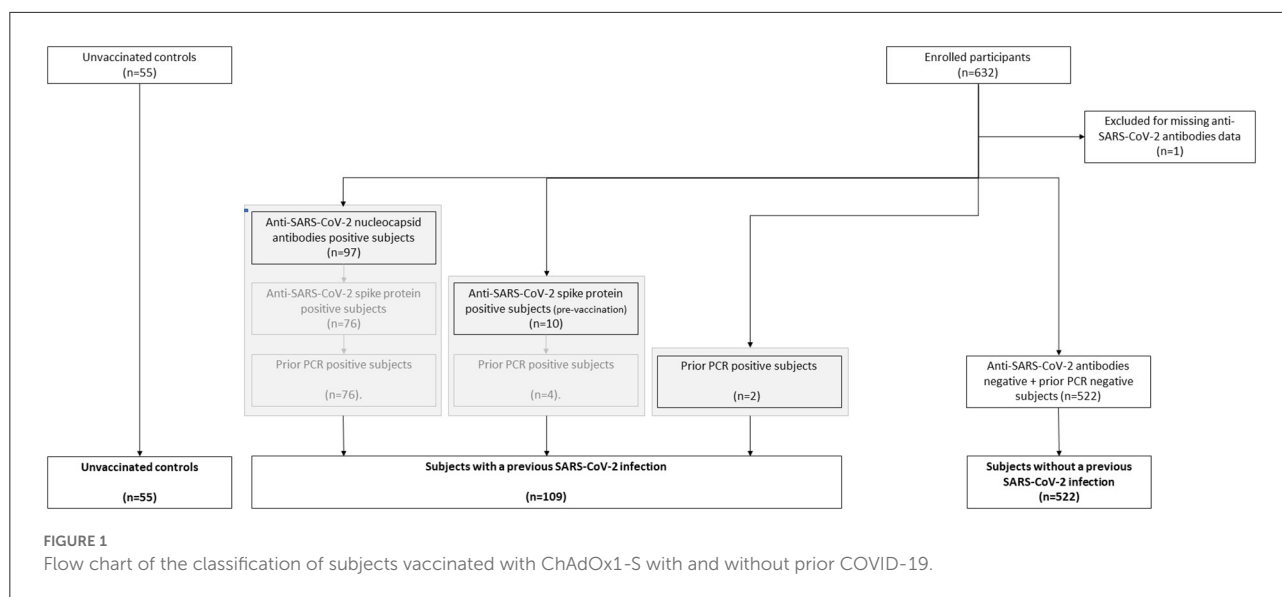 Unvaccinated controls
(n=55)
Enrolled participants
(n=632)
Excluded for missing anti-
SARS-CoV-2 antibodies data
(n=1)
Anti-SARS-CoV-2 nucleocapsid
antibodies positive subjects
(n=97)
Anti-SARS-CoV-2 spike protein
positive subjects
(n=76)
Prior PCR positive subjects
(n=76).
Anti-SARS-CoV-2 spike protein
positive subjects (pre-vaccination)
(n=10)
Prior PCR positive subjects
(n=4).
Prior PCR positive subjects
(n=2)
Anti-SARS-CoV-2 antibodies
negative + prior PCR negative
subjects (n=522)
Unvaccinated controls
(n=55)
Subjects with a previous SARS-CoV-2 infection
(n=109)
Subjects without a previous
SARS-CoV-2 infection
(n=522)
FIGURE 1
Flow chart of the classification of subjects vaccinated with ChAdOx1-S with and without prior COVID-19.